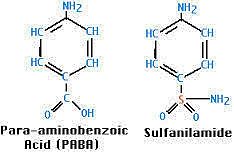 NH2 NH2
C C
HC CH HC CH
HC CH HC CH
C C
C S NH2
O OH O O
Para-aminobenzoic Sulfanilamide
Acid (PABA)